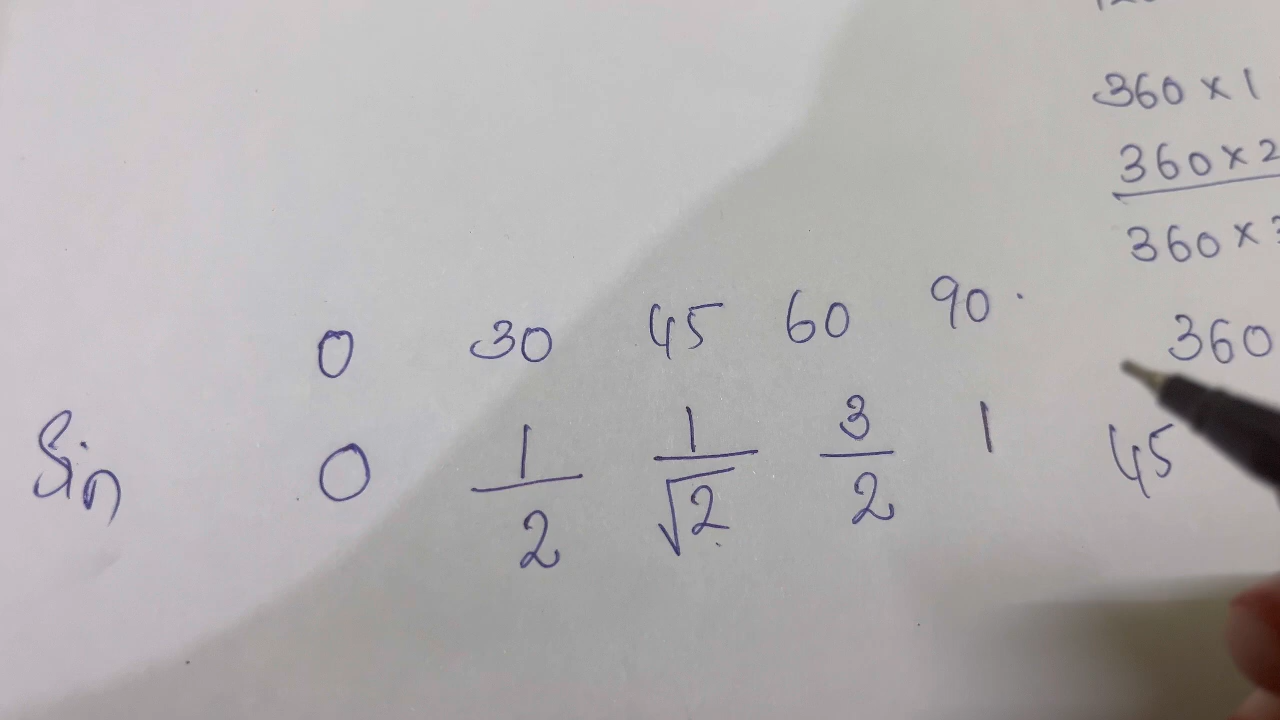 360 × 1
360 × 2
360 ×
360
0 30 45 60 90
Sin 0 1/2 1/√2 3/2 1
45